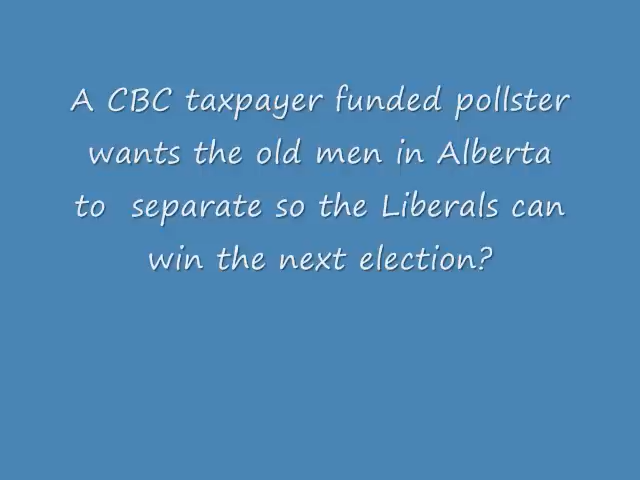 A CBC taxpayer funded pollster
wants the old men in Alberta
to  separate so the Liberals can
win the next election?